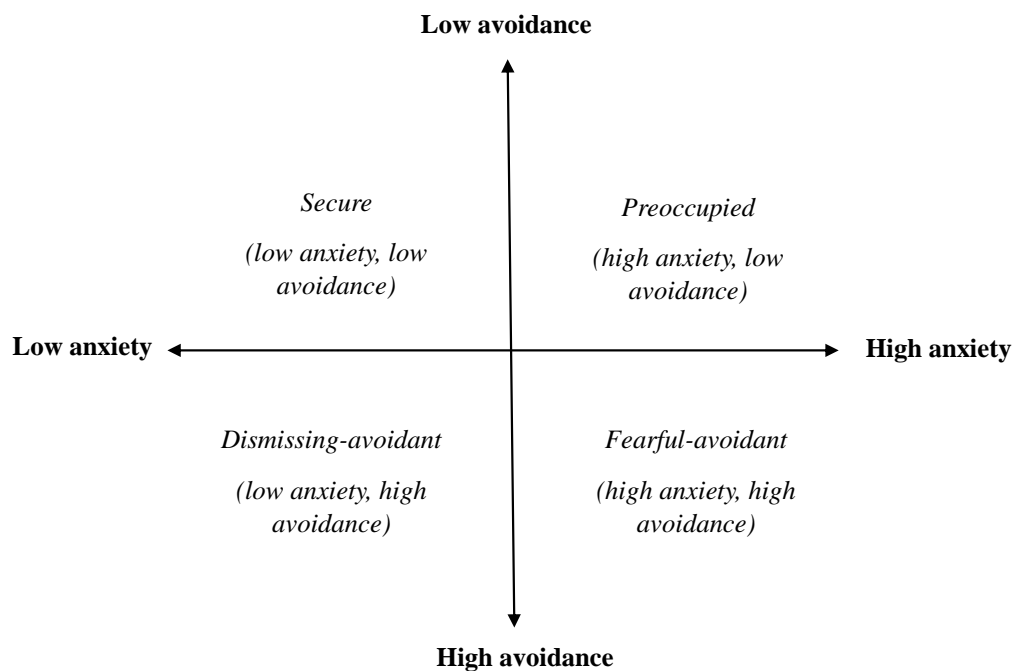 Low avoidance
Secure
(low anxiety, low
avoidance)
Preoccupied
(high anxiety, low
avoidance)
Low anxiety
High anxiety
Dismissing-avoidant
(low anxiety, high
avoidance)
Fearful-avoidant
(high anxiety, high
avoidance)
High avoidance